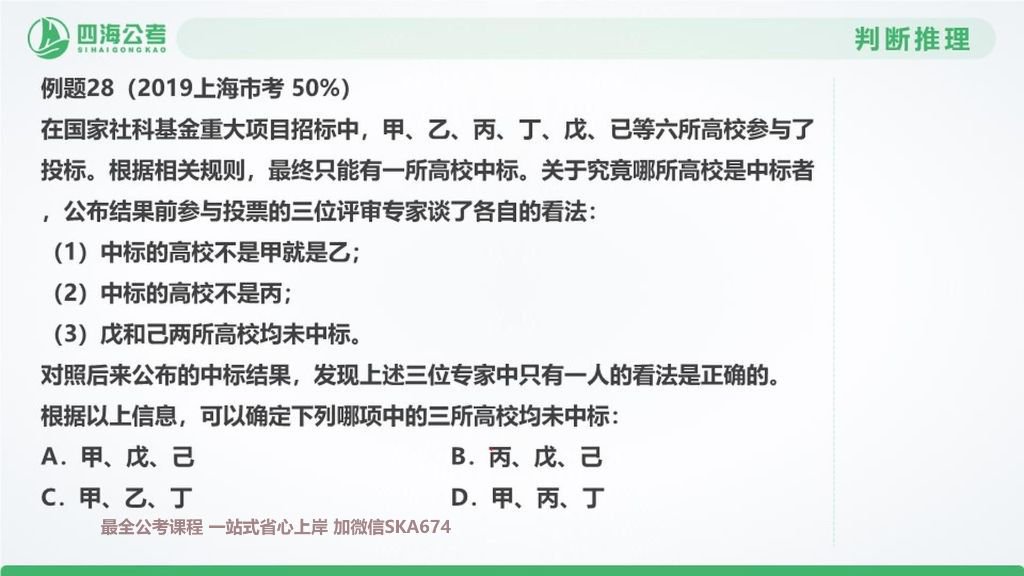 四海公考
SIHAIGONGKAO
判断推理
例题28（2019上海市考 50%）
在国家社科基金重大项目招标中，甲、乙、丙、丁、戊、己等六所高校参与了
投标。根据相关规则，最终只能有一所高校中标。关于究竟哪所高校是中标者
，公布结果前参与投票的三位评审专家谈了各自的看法：
（1）中标的高校不是甲就是乙；
（2）中标的高校不是丙；
（3）戊和己两所高校均未中标。
对照后来公布的中标结果，发现上述三位专家中只有一人的看法是正确的。
根据以上信息，可以确定下列哪项中的三所高校均未中标：
A．甲、戊、己
B．丙、戊、己
C．甲、乙、丁
D．甲、丙、丁
最全公考课程 一站式省心上岸 加微信SKA674